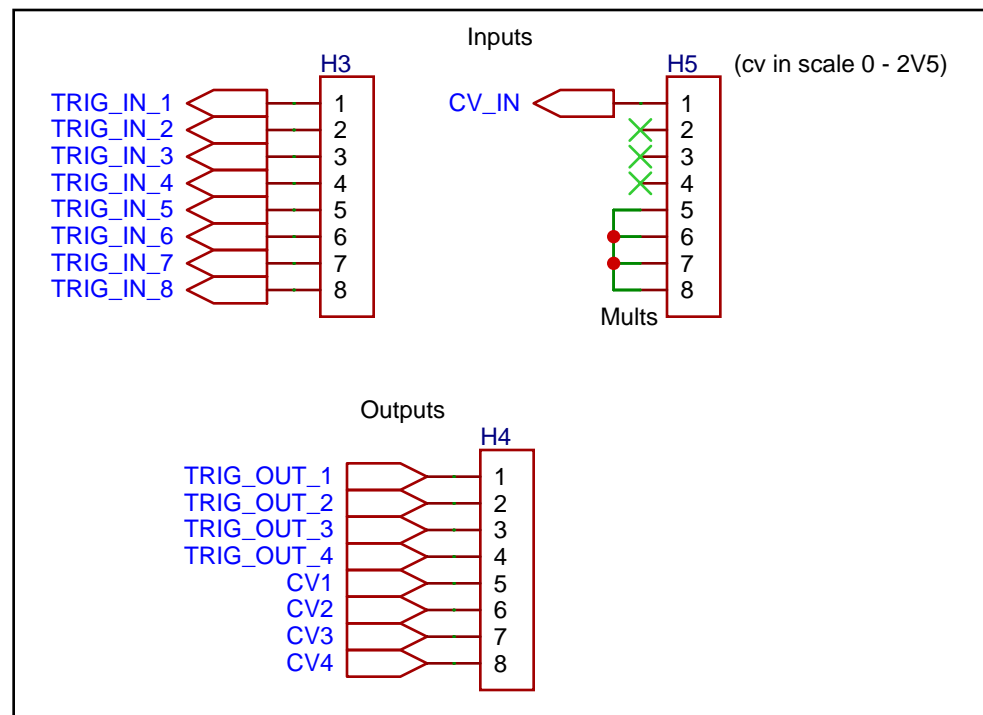 Inputs
H3
TRIG_IN_1 1
TRIG_IN_2 2
TRIG_IN_3 3
TRIG_IN_4 4
TRIG_IN_5 5
TRIG_IN_6 6
TRIG_IN_7 7
TRIG_IN_8 8
H5 (cv in scale 0 - 2V5)
CV_IN 1
2
3
4
5
6
7
8
Mults
Outputs
H4
TRIG_OUT_1 1
TRIG_OUT_2 2
TRIG_OUT_3 3
TRIG_OUT_4 4
CV1 5
CV2 6
CV3 7
CV4 8